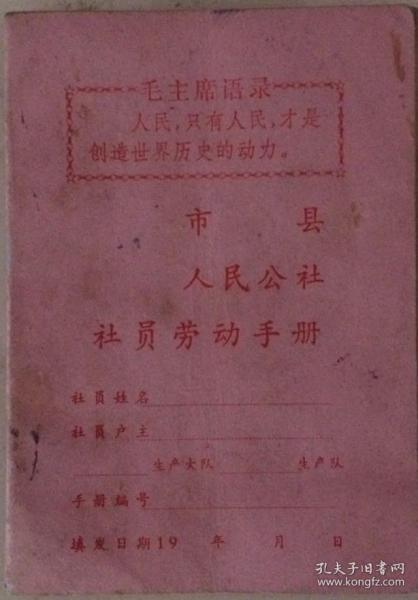 毛主席语录
人民,只有人民,才是
创造世界历史的动力。
市 县
人民公社
社员劳动手册
社员姓名
社员户主
生产大队 生产队
手册编号
填发日期19 年 月 日
孔夫子旧书网
www.kongfz.com